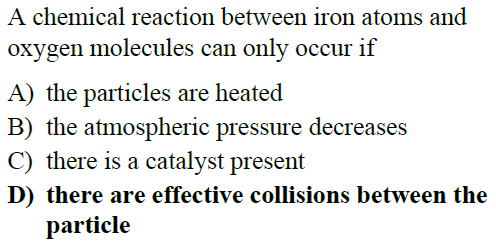 A chemical reaction between iron atoms and
oxygen molecules can only occur if
A) the particles are heated
B) the atmospheric pressure decreases
C) there is a catalyst present
D) there are effective collisions between the
particle